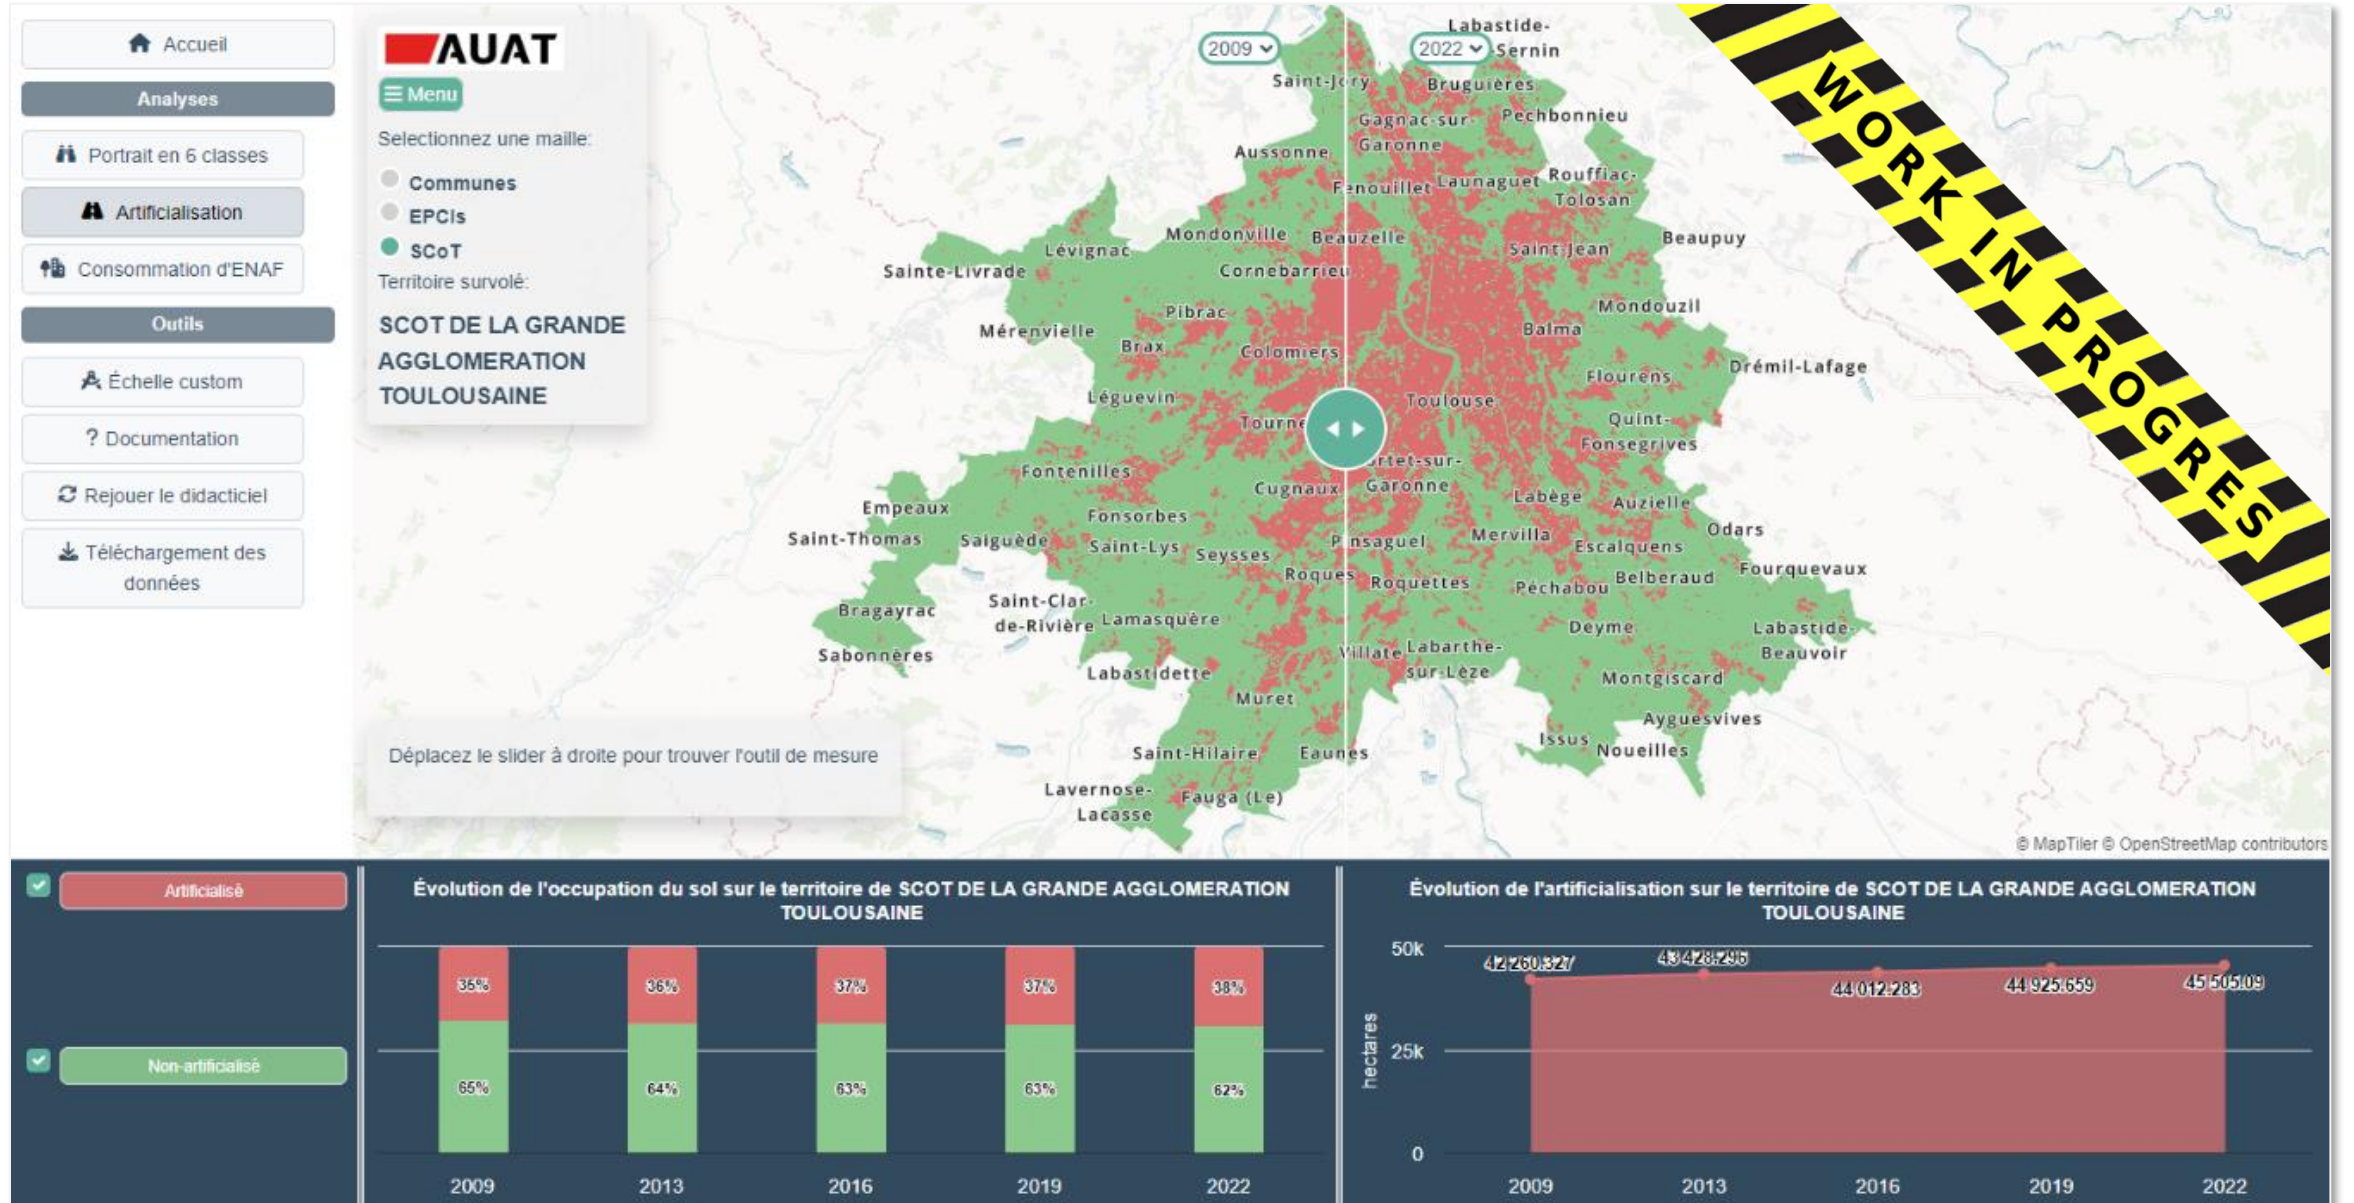 Accueil
Analyses
Portrait en 6 classes
Artificialisation
Consommation d'ENAF
Outils
Échelle custom
? Documentation
Rejouer le didacticiel
Téléchargement des
données
AUAT
Menu
Selectionnez une maille:
Communes
EPCIs
SCoT
Territoire survolé:
SCOT DE LA GRANDE
AGGLOMERATION
TOULOUSAINE
Déplacez le slider à droite pour trouver l'outil de mesure
2009
2022
Labastide-
-Sernin
Saint-Jory
Bruguières
Gagnac-sur-
Garonne
Pechbonnieu
Aussonne
Fenouillet
Launaguet
Rouffiac-
Tolosan
Mondonville
Beauzelle
Saint-Jean
Beaupuy
Lévignac
Sainte-Livrade
Cornebarrieu
Pibrac
Mondouzil
Mérenvielle
Brax
Colomiers
Balma
Drémil-Lafage
Flourens
Léguevin
Toulouse
Tourne
Quint-
Fonsegrives
Fontenilles
rtet-sur-
Garonne
Cugnaux
Labège
Auzielle
Empeaux
Fonsorbes
Saint-Thomas
Saiguède
Saint-Lys
Seysses
Pinsaguel
Mervilla
Escalquens
Odars
Roques
Roquettes
Péchabou
Belberaud
Fourquevaux
Bragayrac
Saint-Clar-
de-Rivière
Lamasquère
Deyme
Labastide-
Beauvoir
Sabonnères
Labastidette
Villate
Labarthe-
sur-Lèze
Montgiscard
Muret
Ayguesvives
Issus
Noueilles
Saint-Hilaire
Eaunes
Lavernose-
Lacasse
Fauga (Le)
WORK IN PROGRES
© MapTiler © OpenStreetMap contributors
Artificialisé
Non-artificialisé
Évolution de l'occupation du sol sur le territoire de SCOT DE LA GRANDE AGGLOMERATION
TOULOUSAINE
35% 36% 37% 37% 38%
65% 64% 63% 63% 62%
2009 2013 2016 2019 2022
Évolution de l'artificialisation sur le territoire de SCOT DE LA GRANDE AGGLOMERATION
TOULOUSAINE
50k
42 260.327 43 428.296 44 012.283 44 925.659 45 505.09
hectares
25k
0
2009 2013 2016 2019 2022